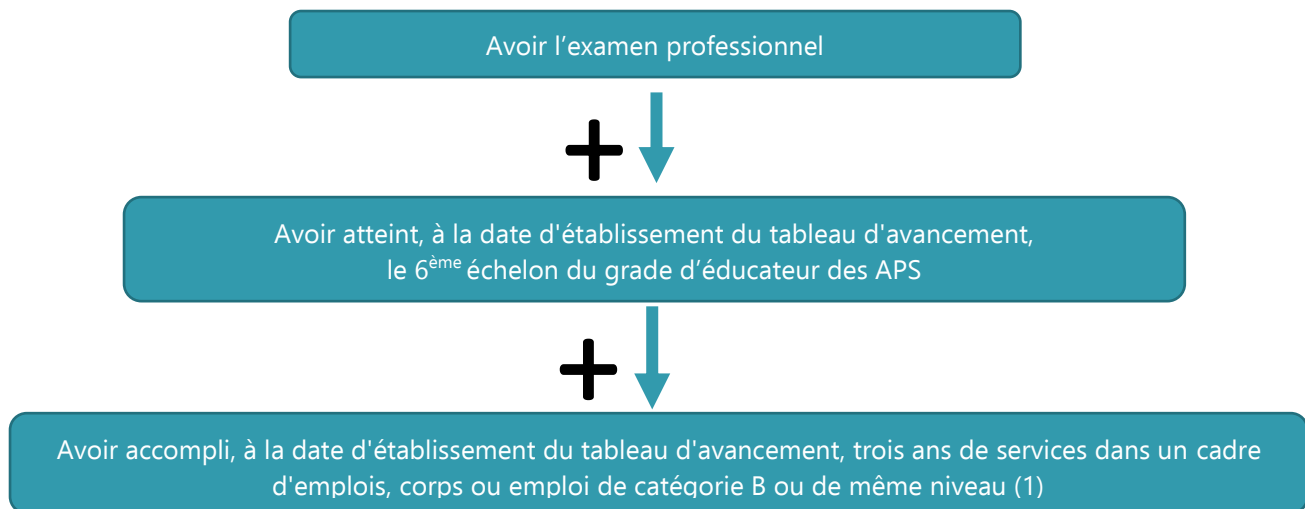 Avoir l’examen professionnel
+
Avoir atteint, à la date d'établissement du tableau d'avancement,
le 6ème échelon du grade d’éducateur des APS
+
Avoir accompli, à la date d'établissement du tableau d'avancement, trois ans de services dans un cadre
d'emplois, corps ou emploi de catégorie B ou de même niveau (1)